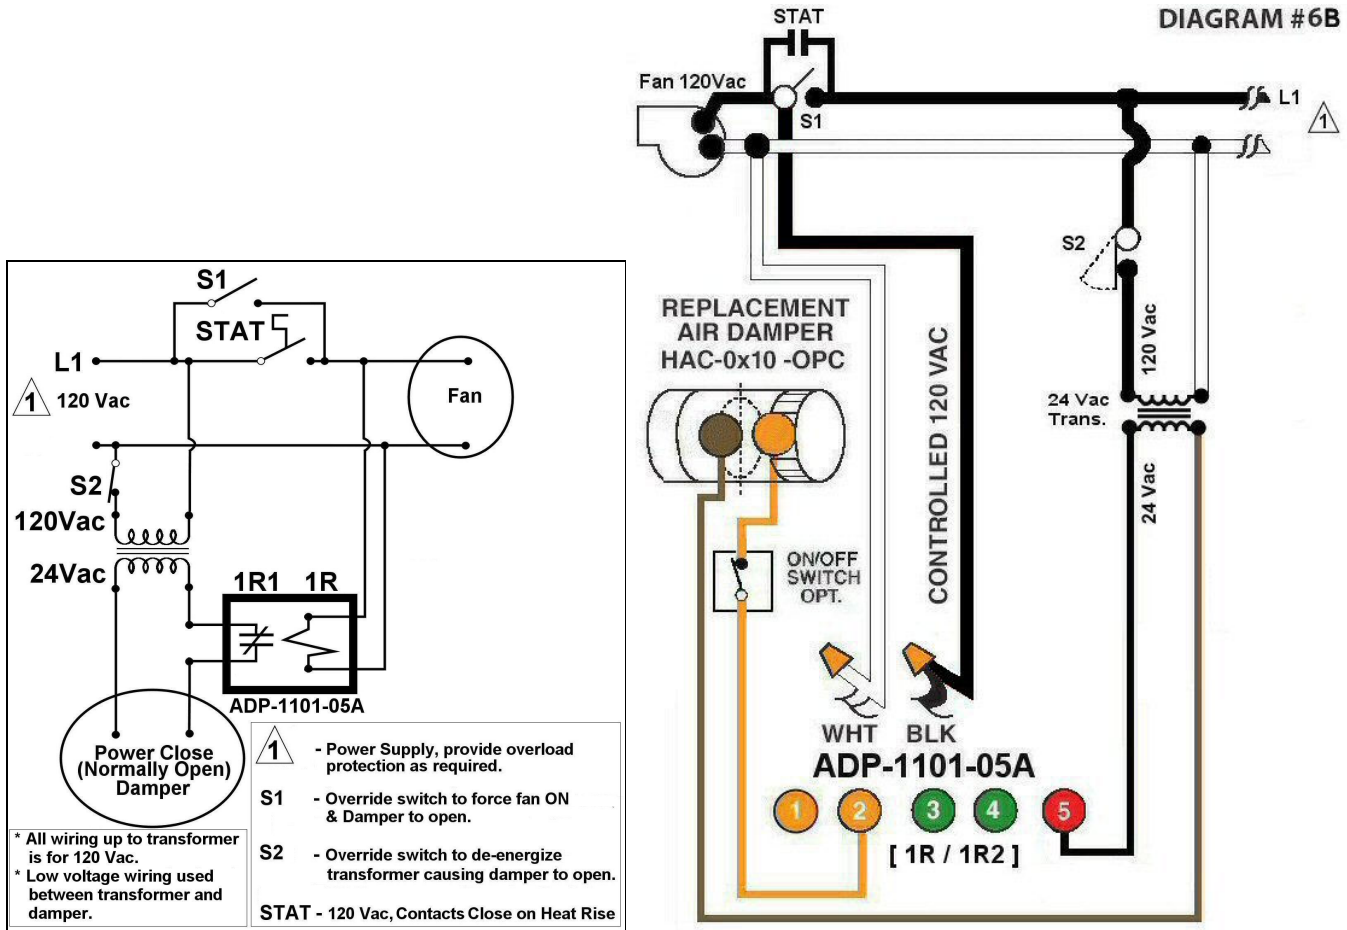 DIAGRAM #6B
STAT
Fan 120Vac
S1
L1
1
S2
REPLACEMENT
AIR DAMPER
HAC-0x10 -OPC
CONTROLLED 120 VAC
120 Vac
24 Vac
Trans.
24 Vac
ON/OFF
SWITCH
OPT.
WHT BLK
ADP-1101-05A
1 2 3 4 5
[ 1R / 1R2 ]
S1
STAT
L1
1 120 Vac
Fan
S2
120Vac
24Vac
1R1 1R
ADP-1101-05A
Power Close
(Normally Open)
Damper
* All wiring up to transformer
is for 120 Vac.
* Low voltage wiring used
between transformer and
damper.
1 - Power Supply, provide overload
protection as required.
S1 - Override switch to force fan ON
& Damper to open.
S2 - Override switch to de-energize
transformer causing damper to open.
STAT - 120 Vac, Contacts Close on Heat Rise